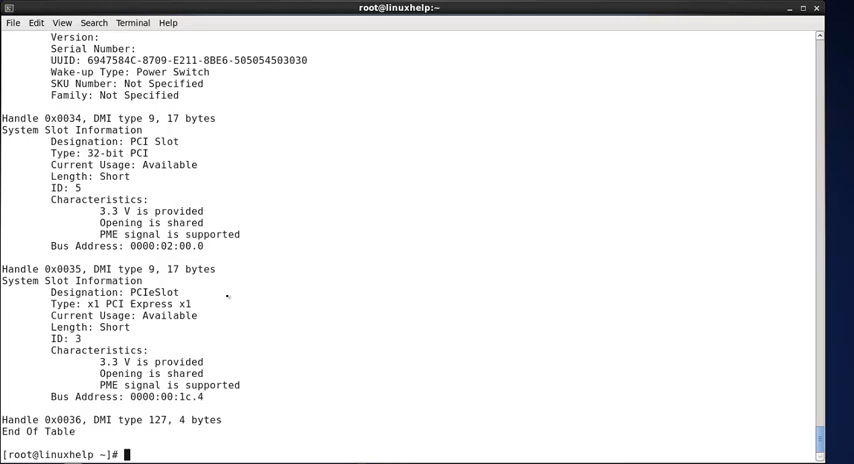 root@linuxhelp:~
File Edit View Search Terminal Help
Version:
Serial Number:
UUID: 6947584C-8709-E211-8BE6-505054503030
Wake-up Type: Power Switch
SKU Number: Not Specified
Family: Not Specified
Handle 0x0034, DMI type 9, 17 bytes
System Slot Information
Designation: PCI Slot
Type: 32-bit PCI
Current Usage: Available
Length: Short
ID: 5
Characteristics:
3.3 V is provided
Opening is shared
PME signal is supported
Bus Address: 0000:02:00.0
Handle 0x0035, DMI type 9, 17 bytes
System Slot Information
Designation: PCIeSlot
Type: x1 PCI Express x1
Current Usage: Available
Length: Short
ID: 3
Characteristics:
3.3 V is provided
Opening is shared
PME signal is supported
Bus Address: 0000:00:1c.4
Handle 0x0036, DMI type 127, 4 bytes
End Of Table
[root@linuxhelp ~]#